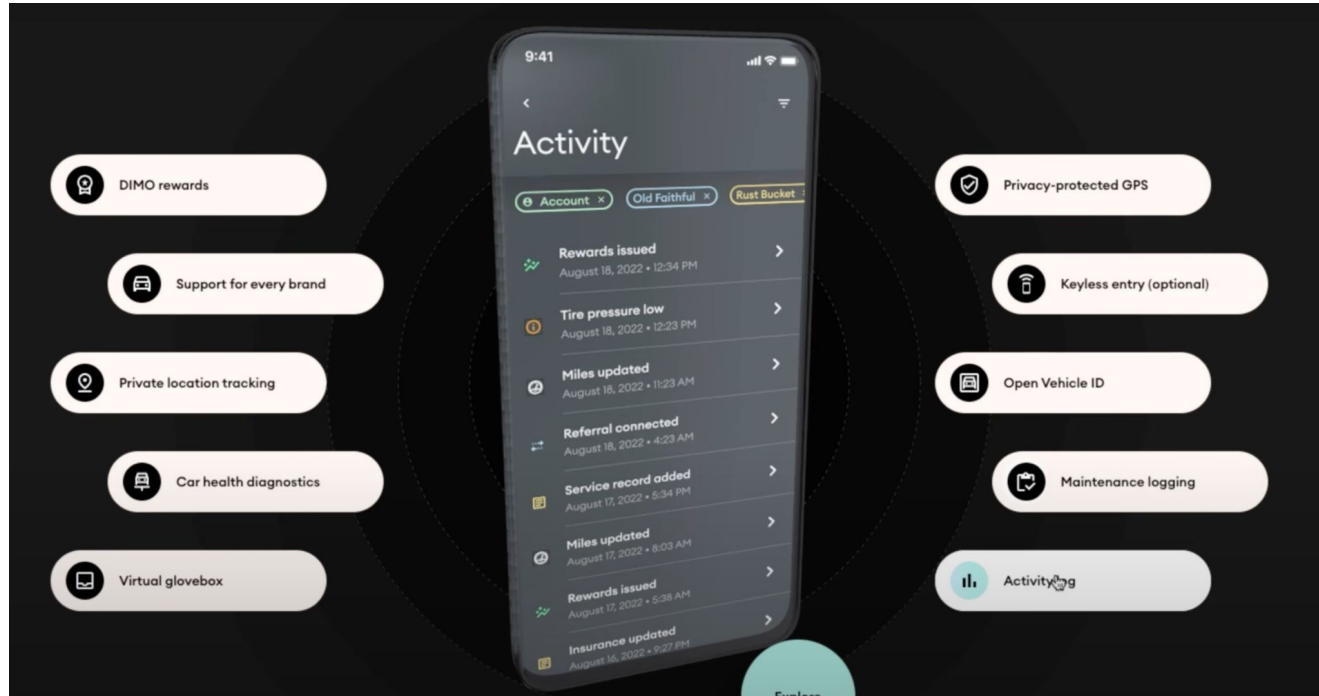 DIMO rewards
Support for every brand
Private location tracking
Car health diagnostics
Virtual glovebox
9:41
Activity
Account ×
Old Faithful ×
Rust Bucket
Rewards issued
August 18, 2022 • 12:34 PM
Tire pressure low
August 18, 2022 • 12:23 PM
Miles updated
August 18, 2022 • 11:23 AM
Referral connected
August 18, 2022 • 4:23 AM
Service record added
August 17, 2022 • 5:34 PM
Miles updated
August 17, 2022 • 8:03 AM
Rewards issued
August 17, 2022 • 5:38 AM
Insurance updated
August 16, 2022 • 9:27 PM
Privacy-protected GPS
Keyless entry (optional)
Open Vehicle ID
Maintenance logging
Activity
Explore